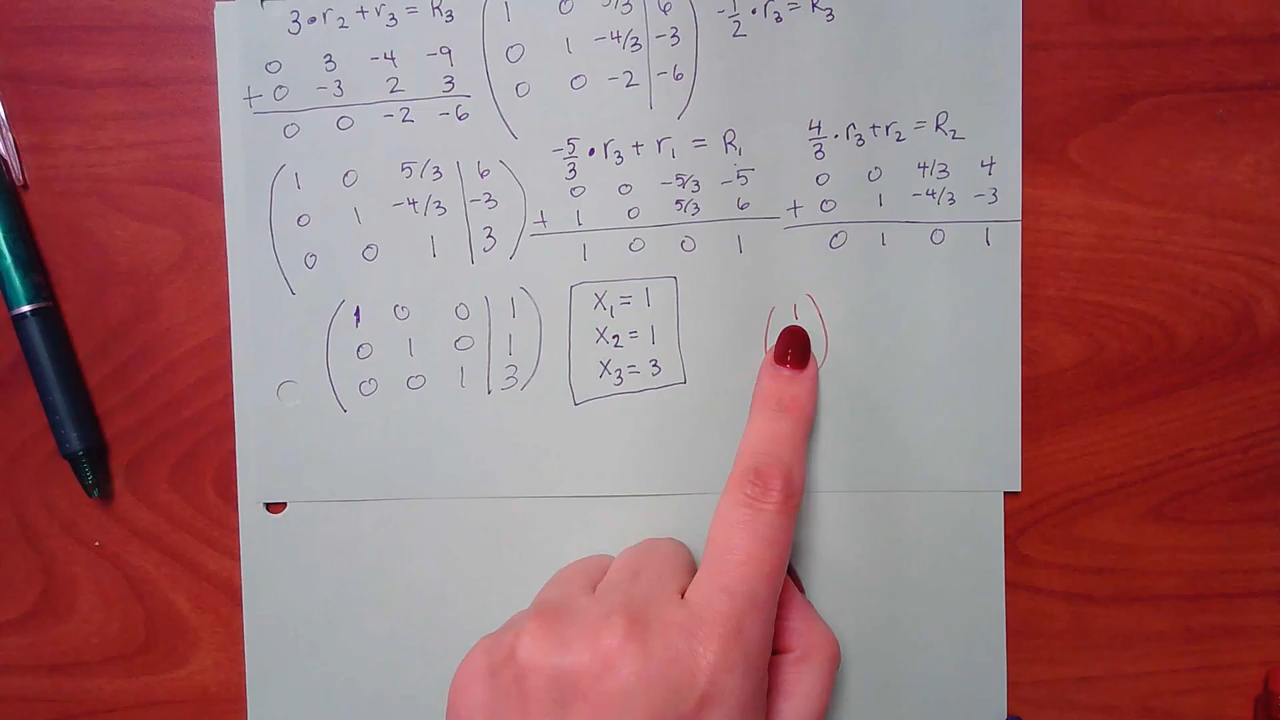 3·r₂+r₃=R₃
0 3 -4 -9
+ 0 -3 2 3
0 0 -2 -6
1 0 5/3 | 6
0 1 -4/3 | -3
0 0 -2 | -6
-1/2·r₃=R₃
1 0 5/3 | 6
0 1 -4/3 | -3
0 0 1 | 3
-5/3·r₃+r₁=R₁
0 0 -5/3 -5
+ 1 0 5/3 6
1 0 0 1
4/3·r₃+r₂=R₂
0 0 4/3 4
+ 0 1 -4/3 -3
0 1 0 1
1 0 0 | 1
0 1 0 | 1
0 0 1 | 3
x₁=1
x₂=1
x₃=3
1